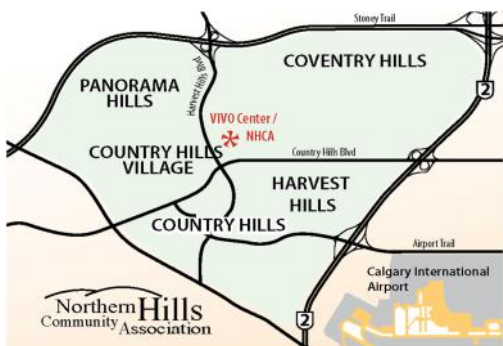 Stoney Trail
COVENTRY HILLS
PANORAMA
HILLS
Harvest Hills Blvd
2
VIVO Center /
NHCA
COUNTRY HILLS
VILLAGE
Country Hills Blvd
HARVEST
HILLS
COUNTRY HILLS
Airport Trail
Calgary International
Airport
Northern Hills
Community Association
2